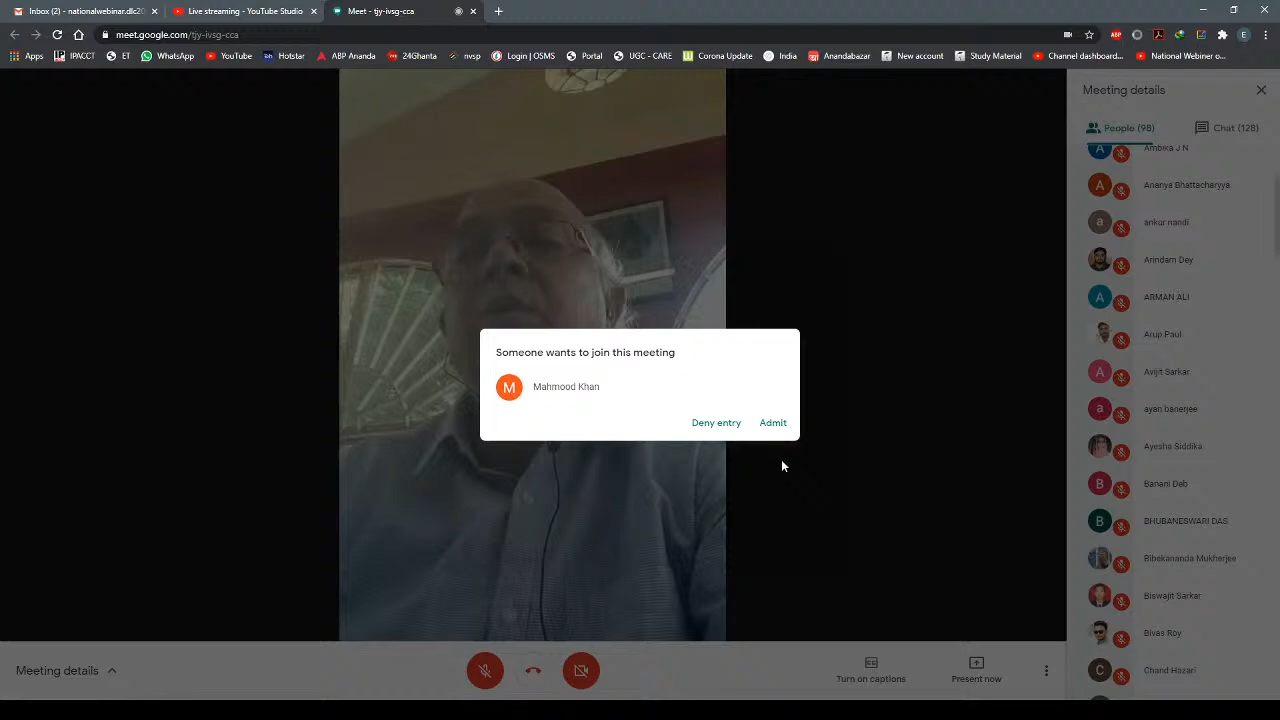 Inbox (2) - nationalwebinar.dlc20
Live streaming - YouTube Studio
Meet - tjy-ivsg-cca
meet.google.com/tjy-ivsg-cca
ABP
E
Apps
IPACCT
ET
WhatsApp
YouTube
Hotstar
ABP Ananda
24Ghanta
nvsp
Login | OSMS
Portal
UGC - CARE
Corona Update
India
Anandabazar
New account
Study Material
Channel dashboard...
National Webinar o...
Meeting details
People (98)
Chat (128)
A Ambika J N
A Ananya Bhattacharyya
a ankur nandi
Arindam Dey
A ARMAN ALI
Arup Paul
A Avijit Sarkar
a ayan banerjee
Ayesha Siddika
B Banani Deb
B BHUBANESWARI DAS
Bibekananda Mukherjee
Biswajit Sarkar
Bivas Roy
C Chand Hazari
Someone wants to join this meeting
M Mahmood Khan
Deny entry Admit
Meeting details
Turn on captions
Present now